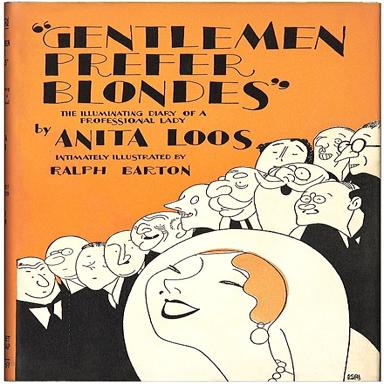 "GENTLEMEN
PREFER
BLONDES"
THE ILLUMINATING DIARY OF A
PROFESSIONAL LADY
by ANITA LOOS
INTIMATELY ILLUSTRATED BY
RALPH BARTON